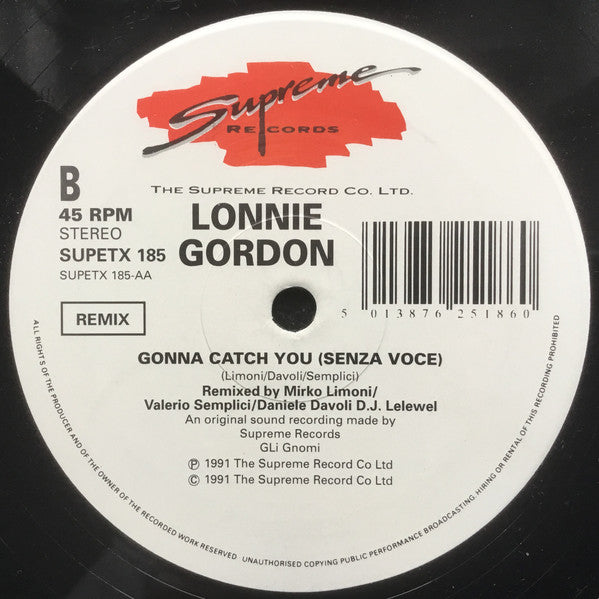 Supreme
RECORDS
THE SUPREME RECORD CO. LTD.
B
45 RPM
STEREO
SUPETX 185
SUPETX 185-AA
LONNIE
GORDON
REMIX
5 013876 251860
GONNA CATCH YOU (SENZA VOCE)
(Limoni/Davoli/Semplici)
Remixed by Mirko Limoni/
Valerio Semplici/Daniele Davoli D.J. Lelewel
An original sound recording made by
Supreme Records
GLi Gnomi
℗ 1991 The Supreme Record Co Ltd
© 1991 The Supreme Record Co Ltd
ALL RIGHTS OF THE PRODUCER AND OF THE OWNER OF THE RECORDED WORK RESERVED. UNAUTHORISED COPYING PUBLIC PERFORMANCE BROADCASTING HIRING OR RENTAL OF THIS RECORDING PROHIBITED